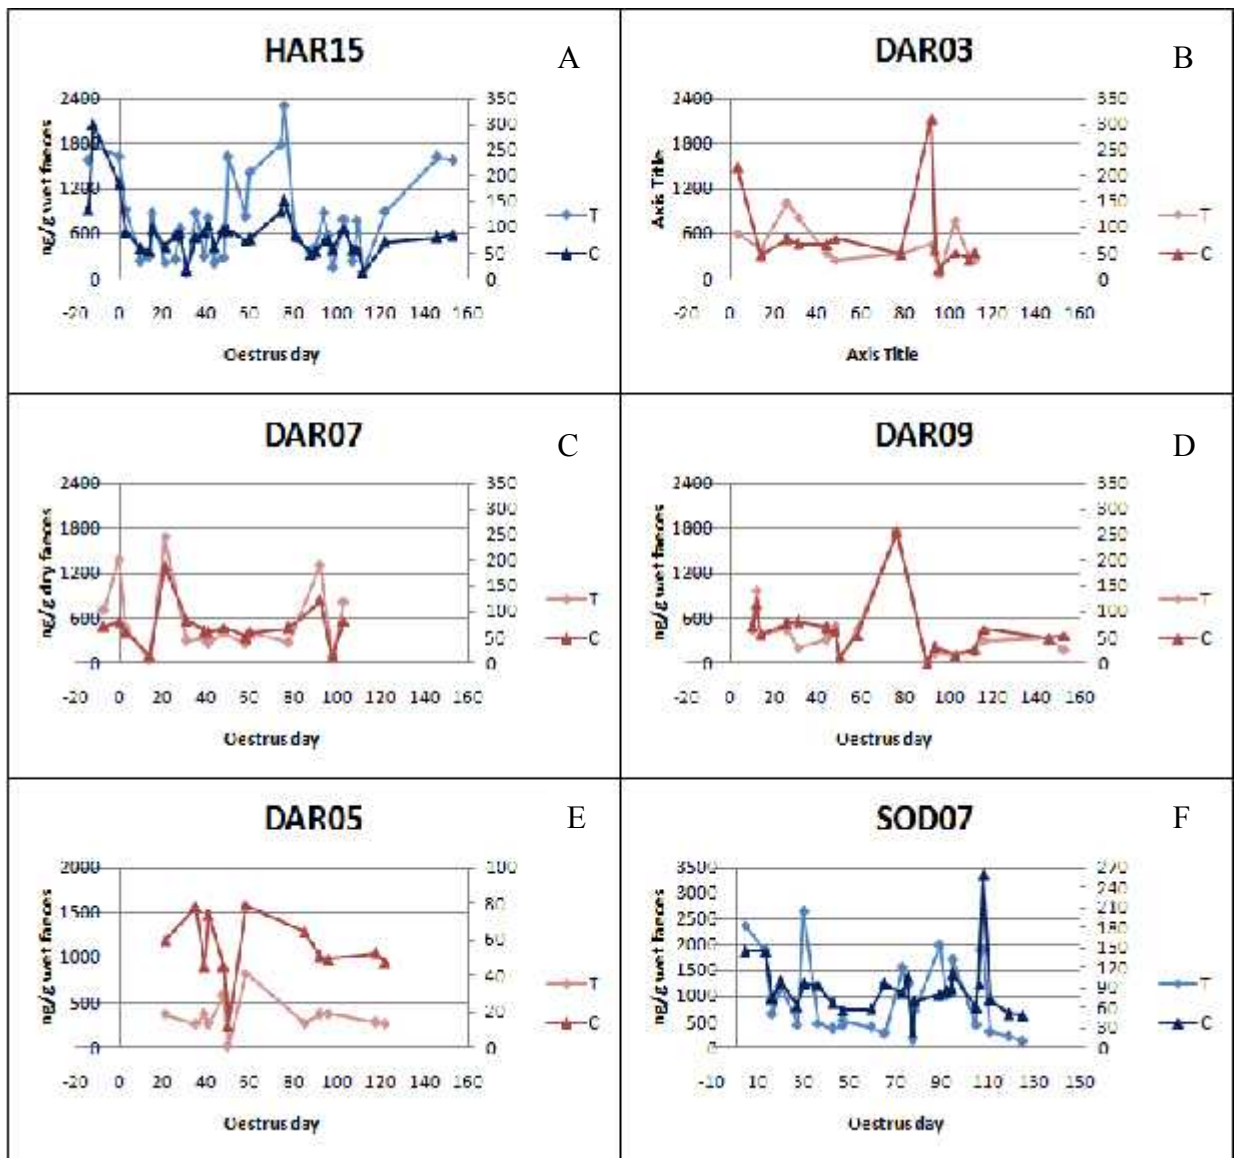 HAR15 A
ng/g wet faeces
2400 350
300
1800 250
200
1200 150
600 100
50
0 0
-20 0 20 40 60 80 100 120 140 160
Oestrus day
T
C
DAR03 B
Axis Title
2400 350
300
1800 250
200
1200 150
600 100
50
0 0
-20 0 20 40 60 80 100 120 140 160
Axis Title
T
C
DAR07 C
ng/g dry faeces
2400 350
300
1800 250
200
1200 150
600 100
50
0 0
-20 0 20 40 60 80 100 120 140 160
Oestrus day
T
C
DAR09 D
ng/g wet faeces
2400 350
300
1800 250
200
1200 150
600 100
50
0 0
-20 0 20 40 60 80 100 120 140 160
Oestrus day
T
C
DAR05 E
ng/g wet faeces
2000 100
1500 80
60
1000 40
500 20
0 0
-20 0 20 40 60 80 100 120 140 160
Oestrus day
T
C
SOD07 F
ng/g wet faeces
3500 270
3000 240
2500 210
180
2000 150
1500 120
1000 90
60
500 30
0 0
-10 10 30 50 70 90 110 130 150
Oestrus day
T
C